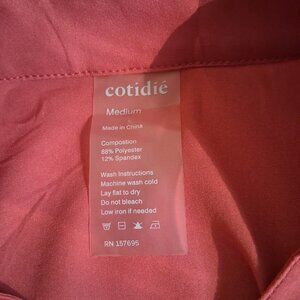 cotidié
Medium
Made in China
Compostion
88% Polyester
12% Spandex
Wash Instructions
Machine wash cold
Lay flat to dry
Do not bleach
Low iron if needed
RN 157695